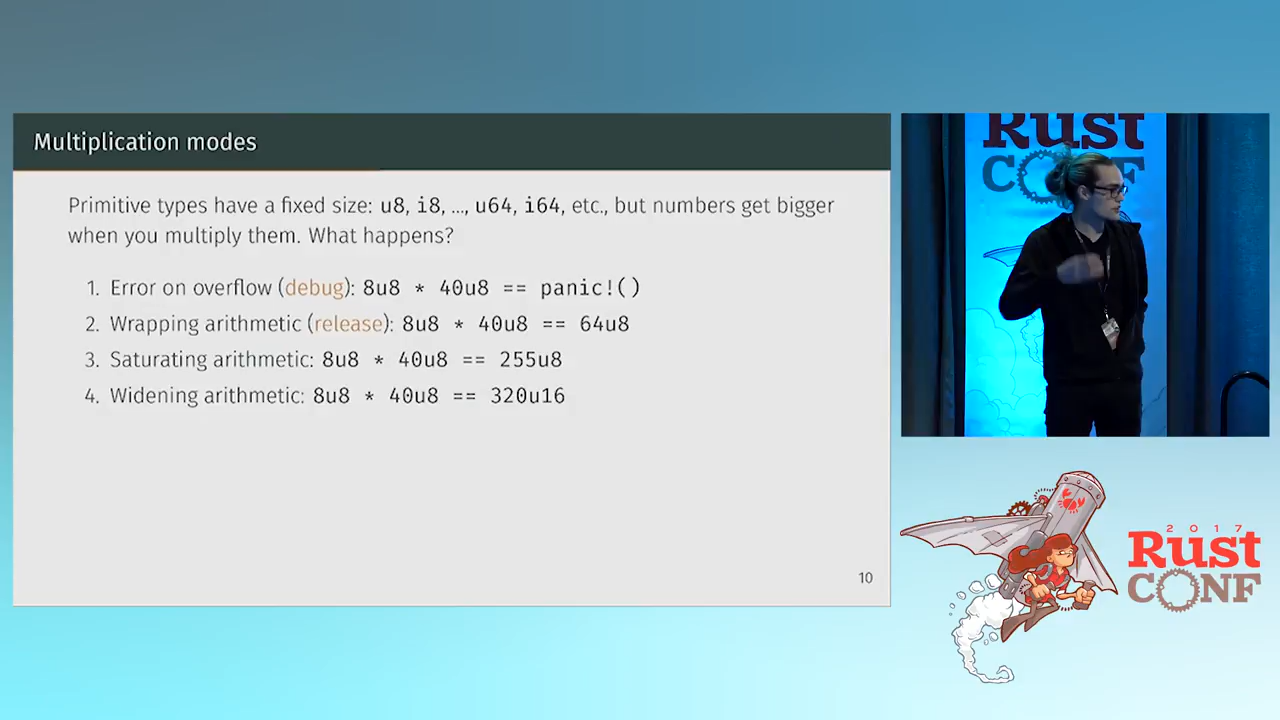 Multiplication modes
Primitive types have a fixed size: u8, i8, …, u64, i64, etc., but numbers get bigger
when you multiply them. What happens?
1. Error on overflow (debug): 8u8 * 40u8 == panic!()
2. Wrapping arithmetic (release): 8u8 * 40u8 == 64u8
3. Saturating arithmetic: 8u8 * 40u8 == 255u8
4. Widening arithmetic: 8u8 * 40u8 == 320u16
10
Rust
CONF
2017
Rust
CONF